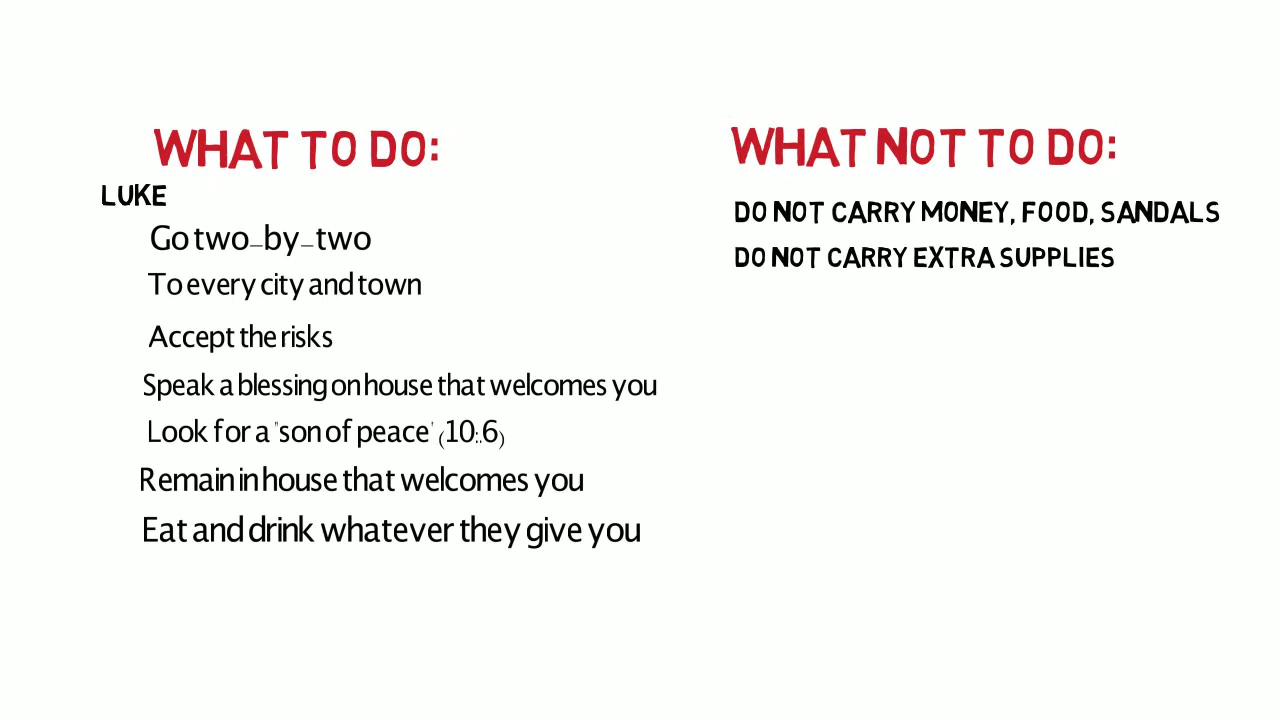 WHAT TO DO:
LUKE
Go two-by-two
To every city and town
Accept the risks
Speak a blessing on house that welcomes you
Look for a "son of peace' (10:.6)
Remain in house that welcomes you
Eat and drink whatever they give you
WHAT NOT TO DO:
DO NOT CARRY MONEY, FOOD, SANDALS
DO NOT CARRY EXTRA SUPPLIES